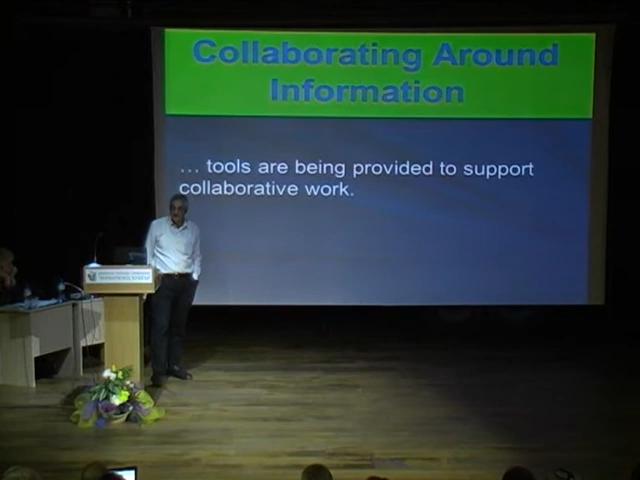 Collaborating Around
Information
... tools are being provided to support
collaborative work.